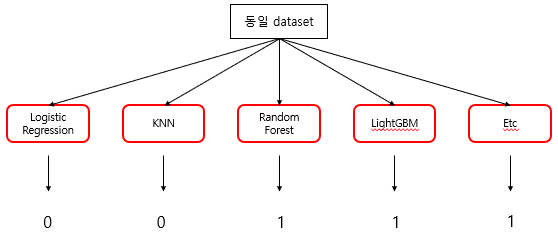 동일 dataset
Logistic
Regression
KNN
Random
Forest
LightGBM
Etc
0
0
1
1
1